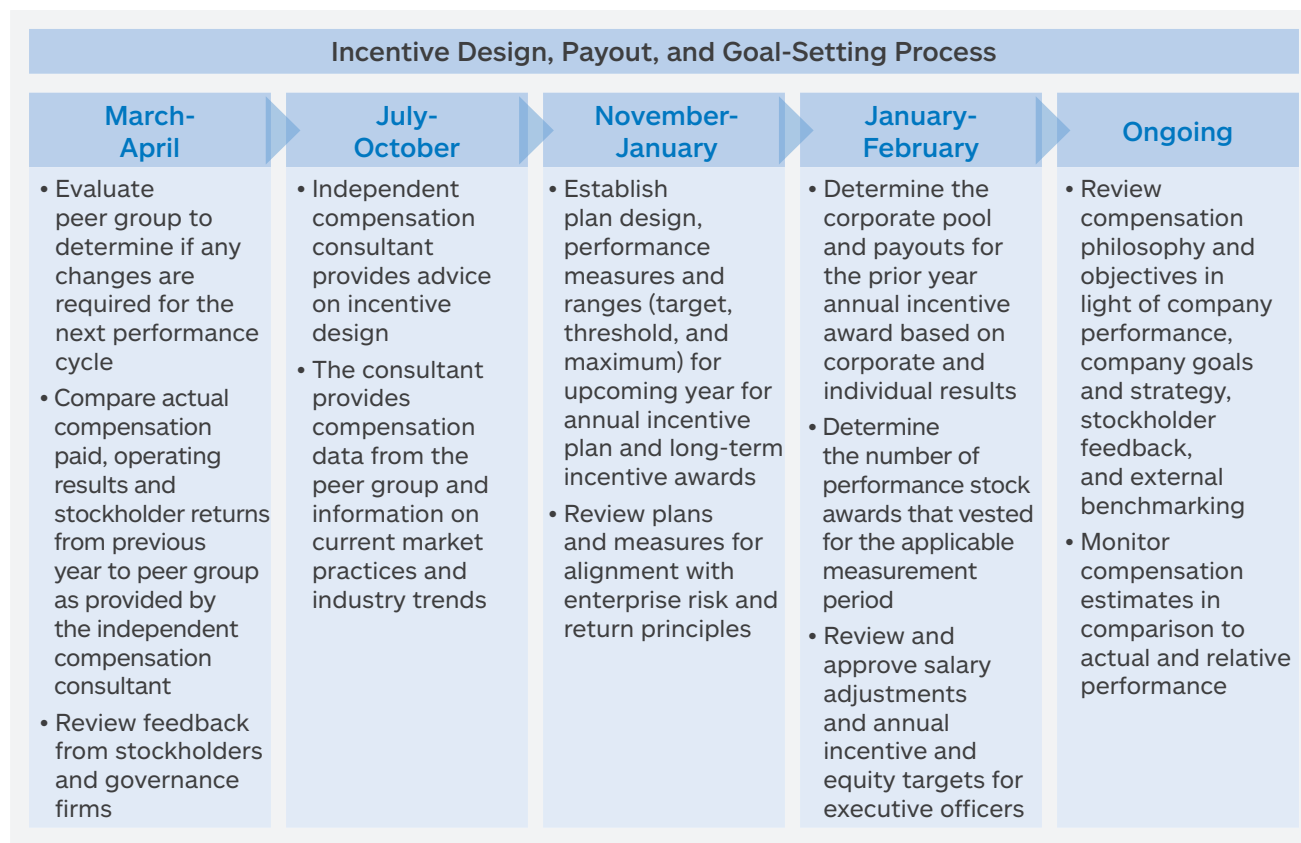 Incentive Design, Payout, and Goal-Setting Process
March-
April
• Evaluate
peer group to
determine if any
changes are
required for the
next performance
cycle
• Compare actual
compensation
paid, operating
results and
stockholder returns
from previous
year to peer group
as provided by
the independent
compensation
consultant
• Review feedback
from stockholders
and governance
firms
July-
October
• Independent
compensation
consultant
provides advice
on incentive
design
• The consultant
provides
compensation
data from the
peer group and
information on
current market
practices and
industry trends
November-
January
• Establish
plan design,
performance
measures and
ranges (target,
threshold, and
maximum) for
upcoming year for
annual incentive
plan and long-term
incentive awards
• Review plans
and measures for
alignment with
enterprise risk and
return principles
January-
February
• Determine the
corporate pool
and payouts for
the prior year
annual incentive
award based on
corporate and
individual results
• Determine
the number of
performance stock
awards that vested
for the applicable
measurement
period
• Review and
approve salary
adjustments
and annual
incentive and
equity targets for
executive officers
Ongoing
• Review
compensation
philosophy and
objectives in
light of company
performance,
company goals
and strategy,
stockholder
feedback,
and external
benchmarking
• Monitor
compensation
estimates in
comparison to
actual and relative
performance